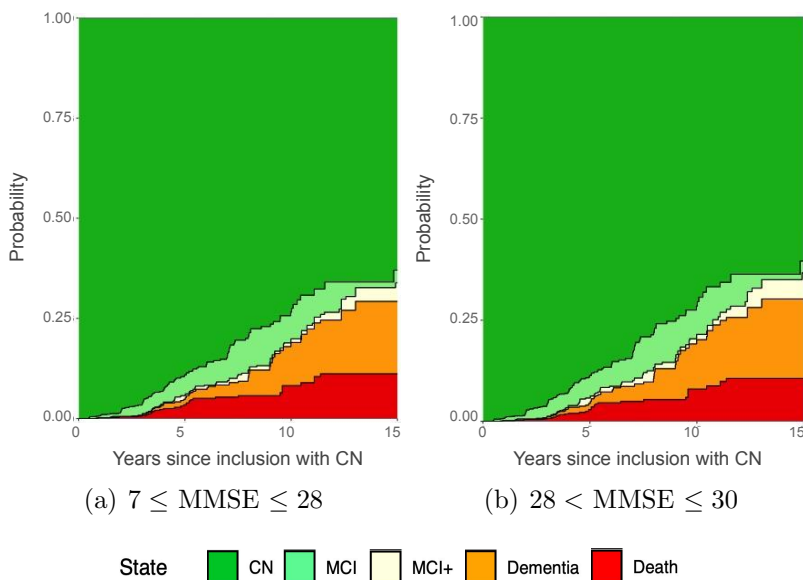 1.00
0.75
0.50
0.25
0.00
Probability
0
5
10
15
Years since inclusion with CN
(a) 7 ≤ MMSE ≤ 28
1.00
0.75
0.50
0.25
0.00
Probability
0
5
10
15
Years since inclusion with CN
(b) 28 < MMSE ≤ 30
State CN MCI MCI+ Dementia Death